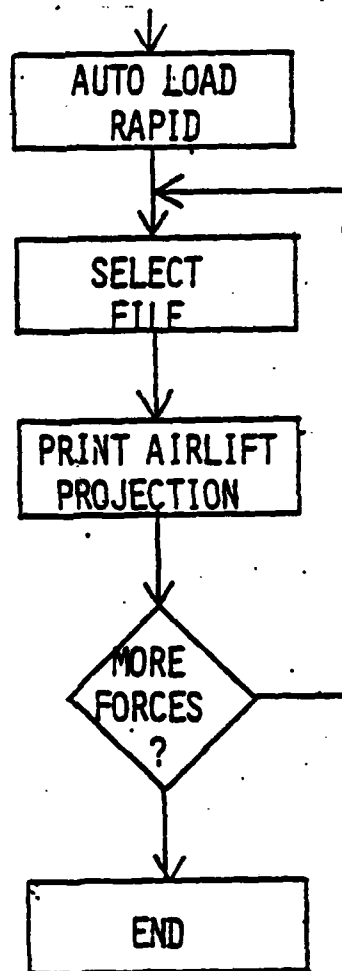 AUTO LOAD
RAPID
SELECT
FILE
PRINT AIRLIFT
PROJECTION
MORE
FORCES
?
END